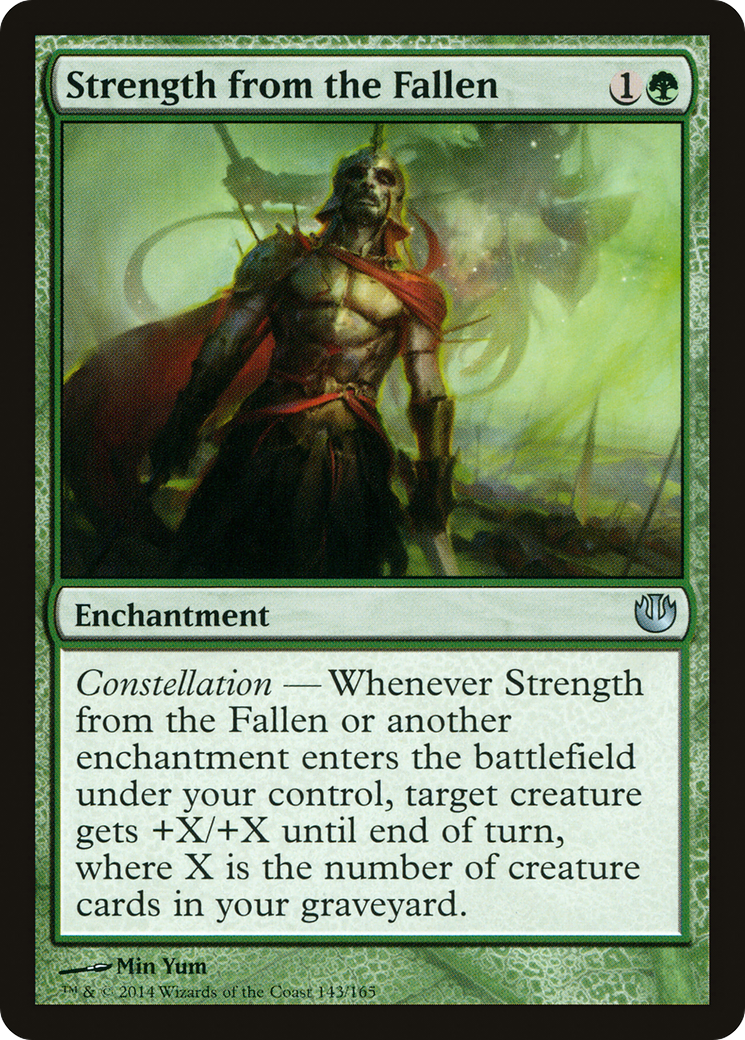 Strength from the Fallen 1
Enchantment
Constellation — Whenever Strength
from the Fallen or another
enchantment enters the battlefield
under your control, target creature
gets +X/+X until end of turn,
where X is the number of creature
cards in your graveyard.
Min Yum
™ & © 2014 Wizards of the Coast 143/165